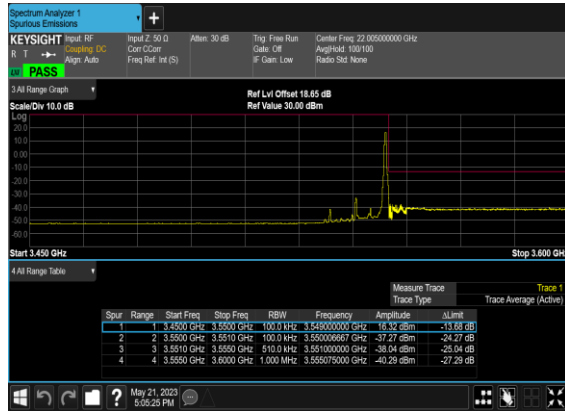 Spectrum Analyzer 1
Spurious Emissions
+
KEYSIGHT Input: RF Input Z: 50 Ω Atten: 30 dB Trig: Free Run Center Freq: 22.005000000 GHz
R T Coupling: DC Corr CCorr Gate: Off Avg|Hold: 100/100
Align: Auto Freq Ref: Int (S) IF Gain: Low Radio Std: None
PASS
3 All Range Graph
Ref Lvl Offset 18.65 dB
Scale/Div 10.0 dB Ref Value 30.00 dBm
Log
20.0
10.0
0.00
-10.0
-20.0
-30.0
-40.0
-50.0
-60.0
Start 3.450 GHz Stop 3.600 GH
4 All Range Table
Measure Trace Trace 1
Trace Type Trace Average (Active)
Spur Range Start Freq Stop Freq RBW Frequency Amplitude ΔLimit
1 1 3.4500 GHz 3.5500 GHz 100.0 kHz 3.549000000 GHz 16.32 dBm -13.68 dB
2 2 3.5500 GHz 3.5510 GHz 100.0 kHz 3.550006667 GHz -37.27 dBm -24.27 dB
3 3 3.5510 GHz 3.5550 GHz 510.0 kHz 3.551000000 GHz -38.04 dBm -25.04 dB
4 4 3.5550 GHz 3.6000 GHz 1.000 MHz 3.555075000 GHz -40.29 dBm -27.29 dB
? May 21, 2023
5:05:25 PM